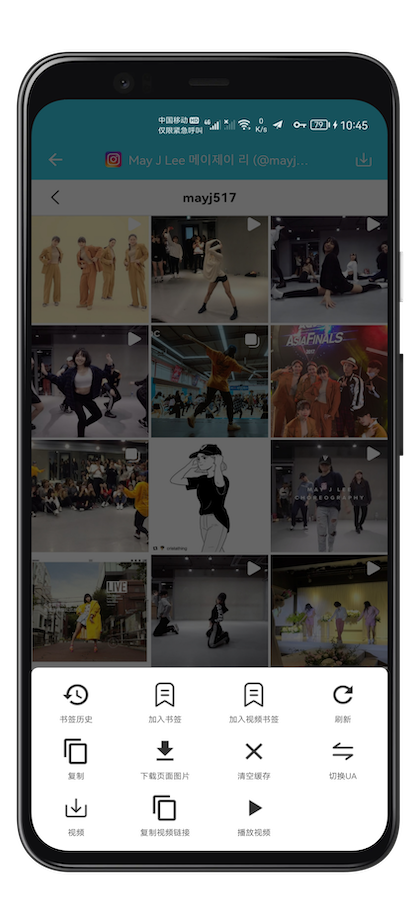 中国移动 HD
仅限紧急呼叫
4G
0
K/s
79
10:45
May J Lee 메이제이 리 (@mayj...
mayj517
ASIAFINALS
MAY J LEE
CHOREOGRAPHY
LIVE
书签历史
加入书签
加入视频书签
刷新
复制
下载页面图片
清空缓存
切换UA
视频
复制视频链接
播放视频